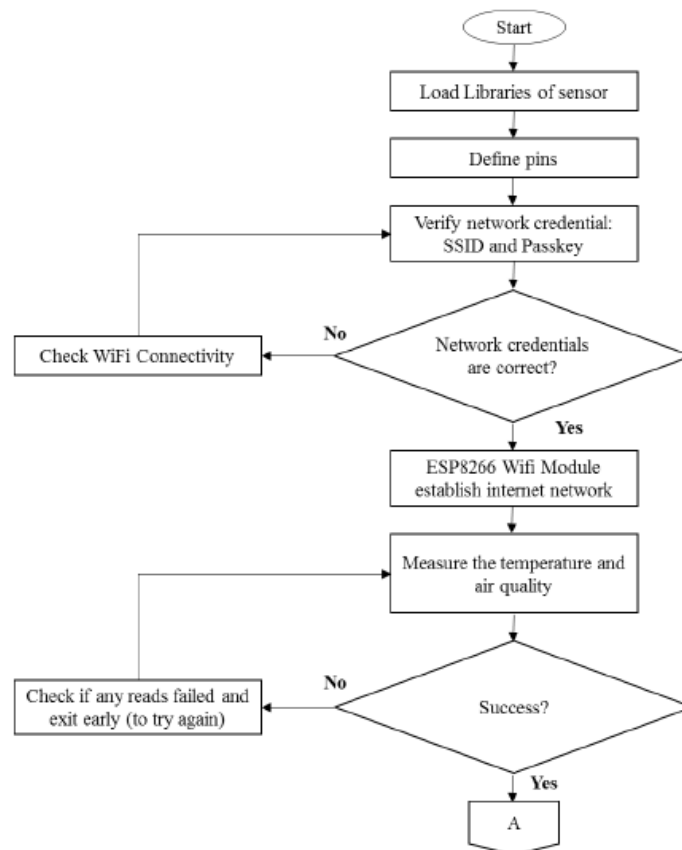 Start
Load Libraries of sensor
Define pins
Verify network credential:
SSID and Passkey
No
Network credentials
are correct?
Check WiFi Connectivity
Yes
ESP8266 Wifi Module
establish internet network
Measure the temperature and
air quality
No
Success?
Check if any reads failed and
exit early (to try again)
Yes
A